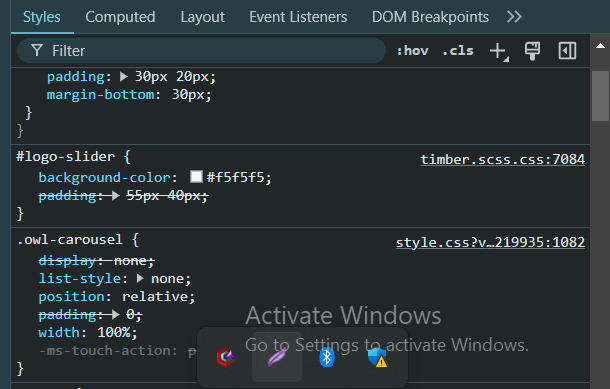 Styles Computed Layout Event Listeners DOM Breakpoints
Filter :hov .cls
padding: 30px 20px;
margin-bottom: 30px;
}
}
#logo-slider { timber.scss.css:7084
background-color: #f5f5f5;
padding: 55px 40px;
}
.owl-carousel { style.css?v…219935:1082
display: none;
list-style: none;
position: relative;
padding: 0;
width: 100%;
-ms-touch-action:
}
Activate Windows
Go to Settings to activate Windows.